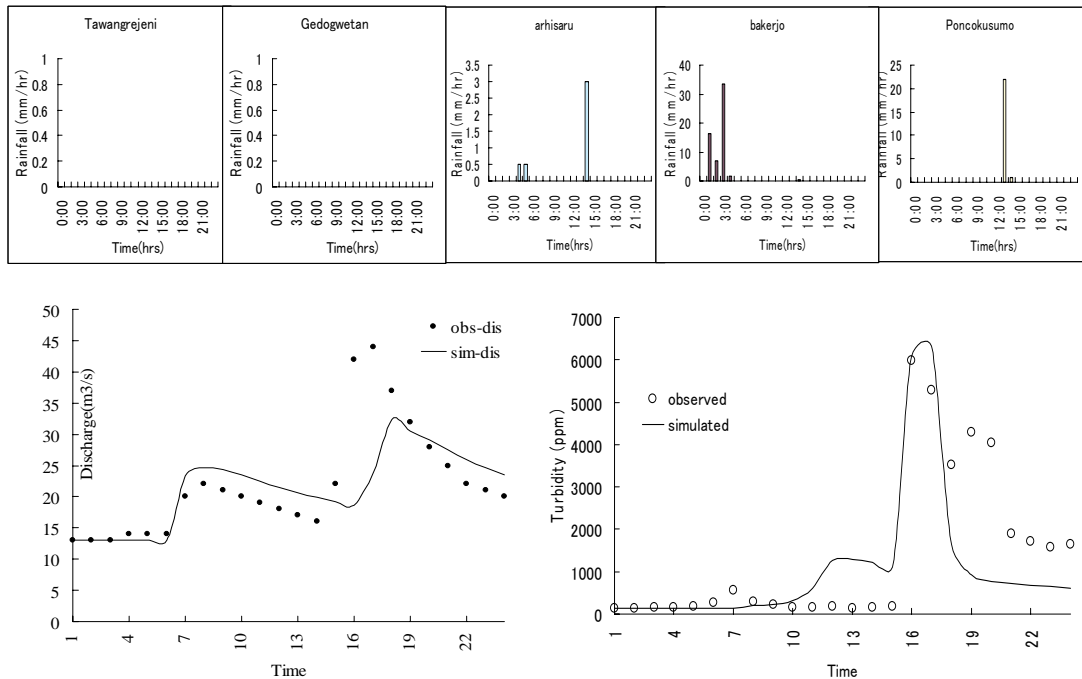 Tawangrejeni
Rainfall (mm/hr)
1
0.8
0.6
0.4
0.2
0
0:00 3:00 6:00 9:00 12:00 15:00 18:00 21:00
Time(hrs)
Gedogwetan
Rainfall (mm/hr)
1
0.8
0.6
0.4
0.2
0
0:00 3:00 6:00 9:00 12:00 15:00 18:00 21:00
Time(hrs)
arhisaru
Rainfall (mm/hr)
3.5
3
2.5
2
1.5
1
0.5
0
0:00 3:00 6:00 9:00 12:00 15:00 18:00 21:00
Time(hrs)
bakerjo
Rainfall (mm/hr)
40
30
20
10
0
0:00 3:00 6:00 9:00 12:00 15:00 18:00 21:00
Time(hrs)
Poncokusumo
Rainfall (mm/hr)
25
20
15
10
5
0
0:00 3:00 6:00 9:00 12:00 15:00 18:00 21:00
Time(hrs)
Discharge(m3/s)
50
45
40
35
30
25
20
15
10
5
0
obs-dis
sim-dis
1 4 7 10 13 16 19 22
Time
Turbidity (ppm)
7000
6000
5000
4000
3000
2000
1000
0
observed
simulated
1 4 7 10 13 16 19 22
Time